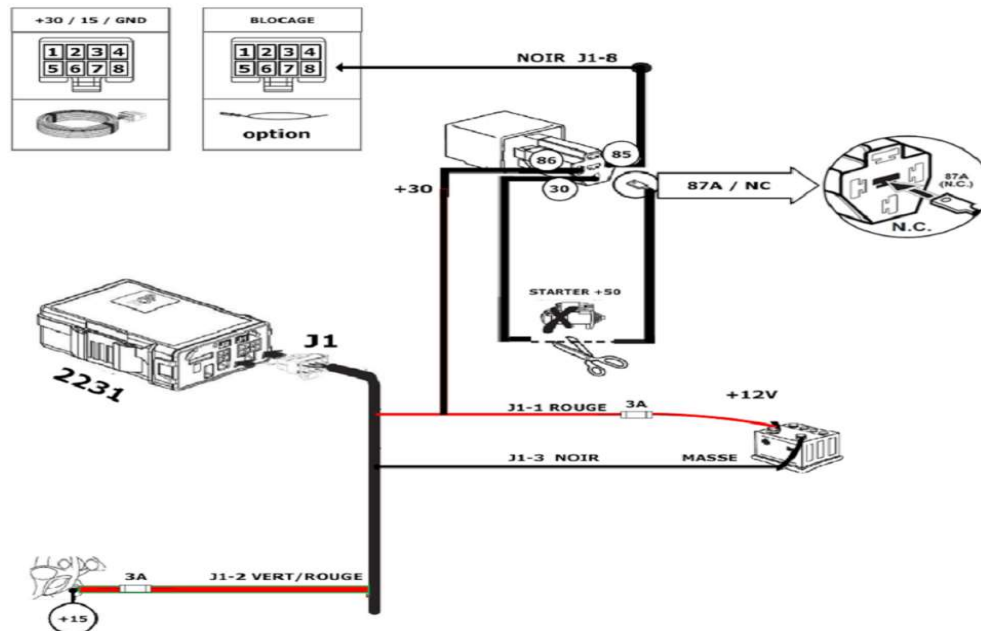 +30 / 15 / GND
1 2 3 4
5 6 7 8
BLOCAGE
1 2 3 4
5 6 7 8
option
NOIR J1-8
86
85
+30
30
87A / NC
87A
(N.C.)
N.C.
STARTER +50
2231
J1
+12V
J1-1 ROUGE
3A
J1-3 NOIR
MASSE
3A
J1-2 VERT/ROUGE
+15